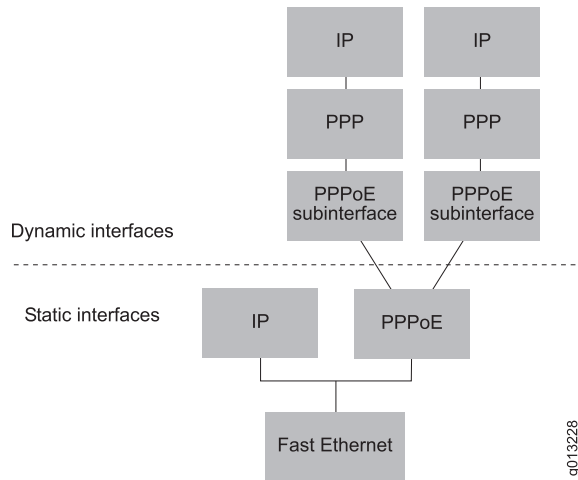 IP
IP
PPP
PPP
PPPoE
subinterface
PPPoE
subinterface
Dynamic interfaces
Static interfaces
IP
PPPoE
Fast Ethernet
g013228